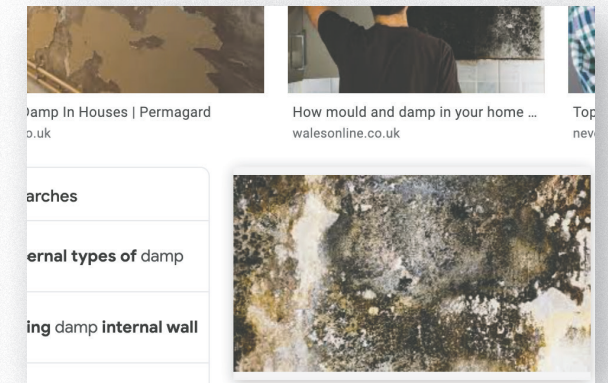 Damp In Houses | Permagard
o.uk
How mould and damp in your home ...
walesonline.co.uk
Top
nev
arches
ernal types of damp
ing damp internal wall